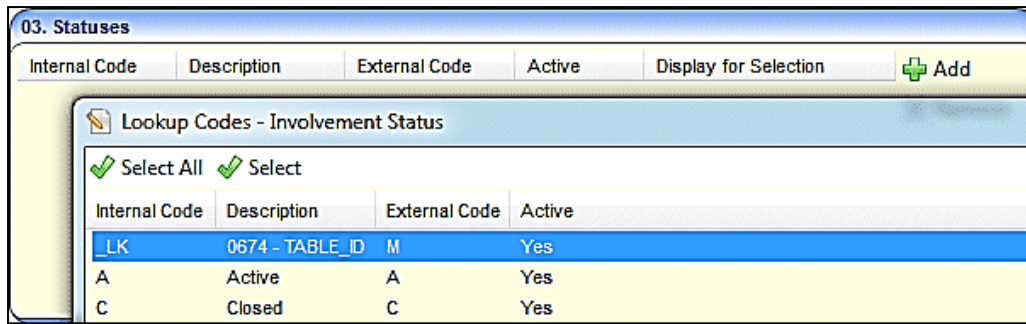 03. Statuses
Internal Code Description External Code Active Display for Selection Add
Lookup Codes - Involvement Status
Select All Select
Internal Code Description External Code Active
_LK 0674 - TABLE_ID M Yes
A Active A Yes
C Closed C Yes